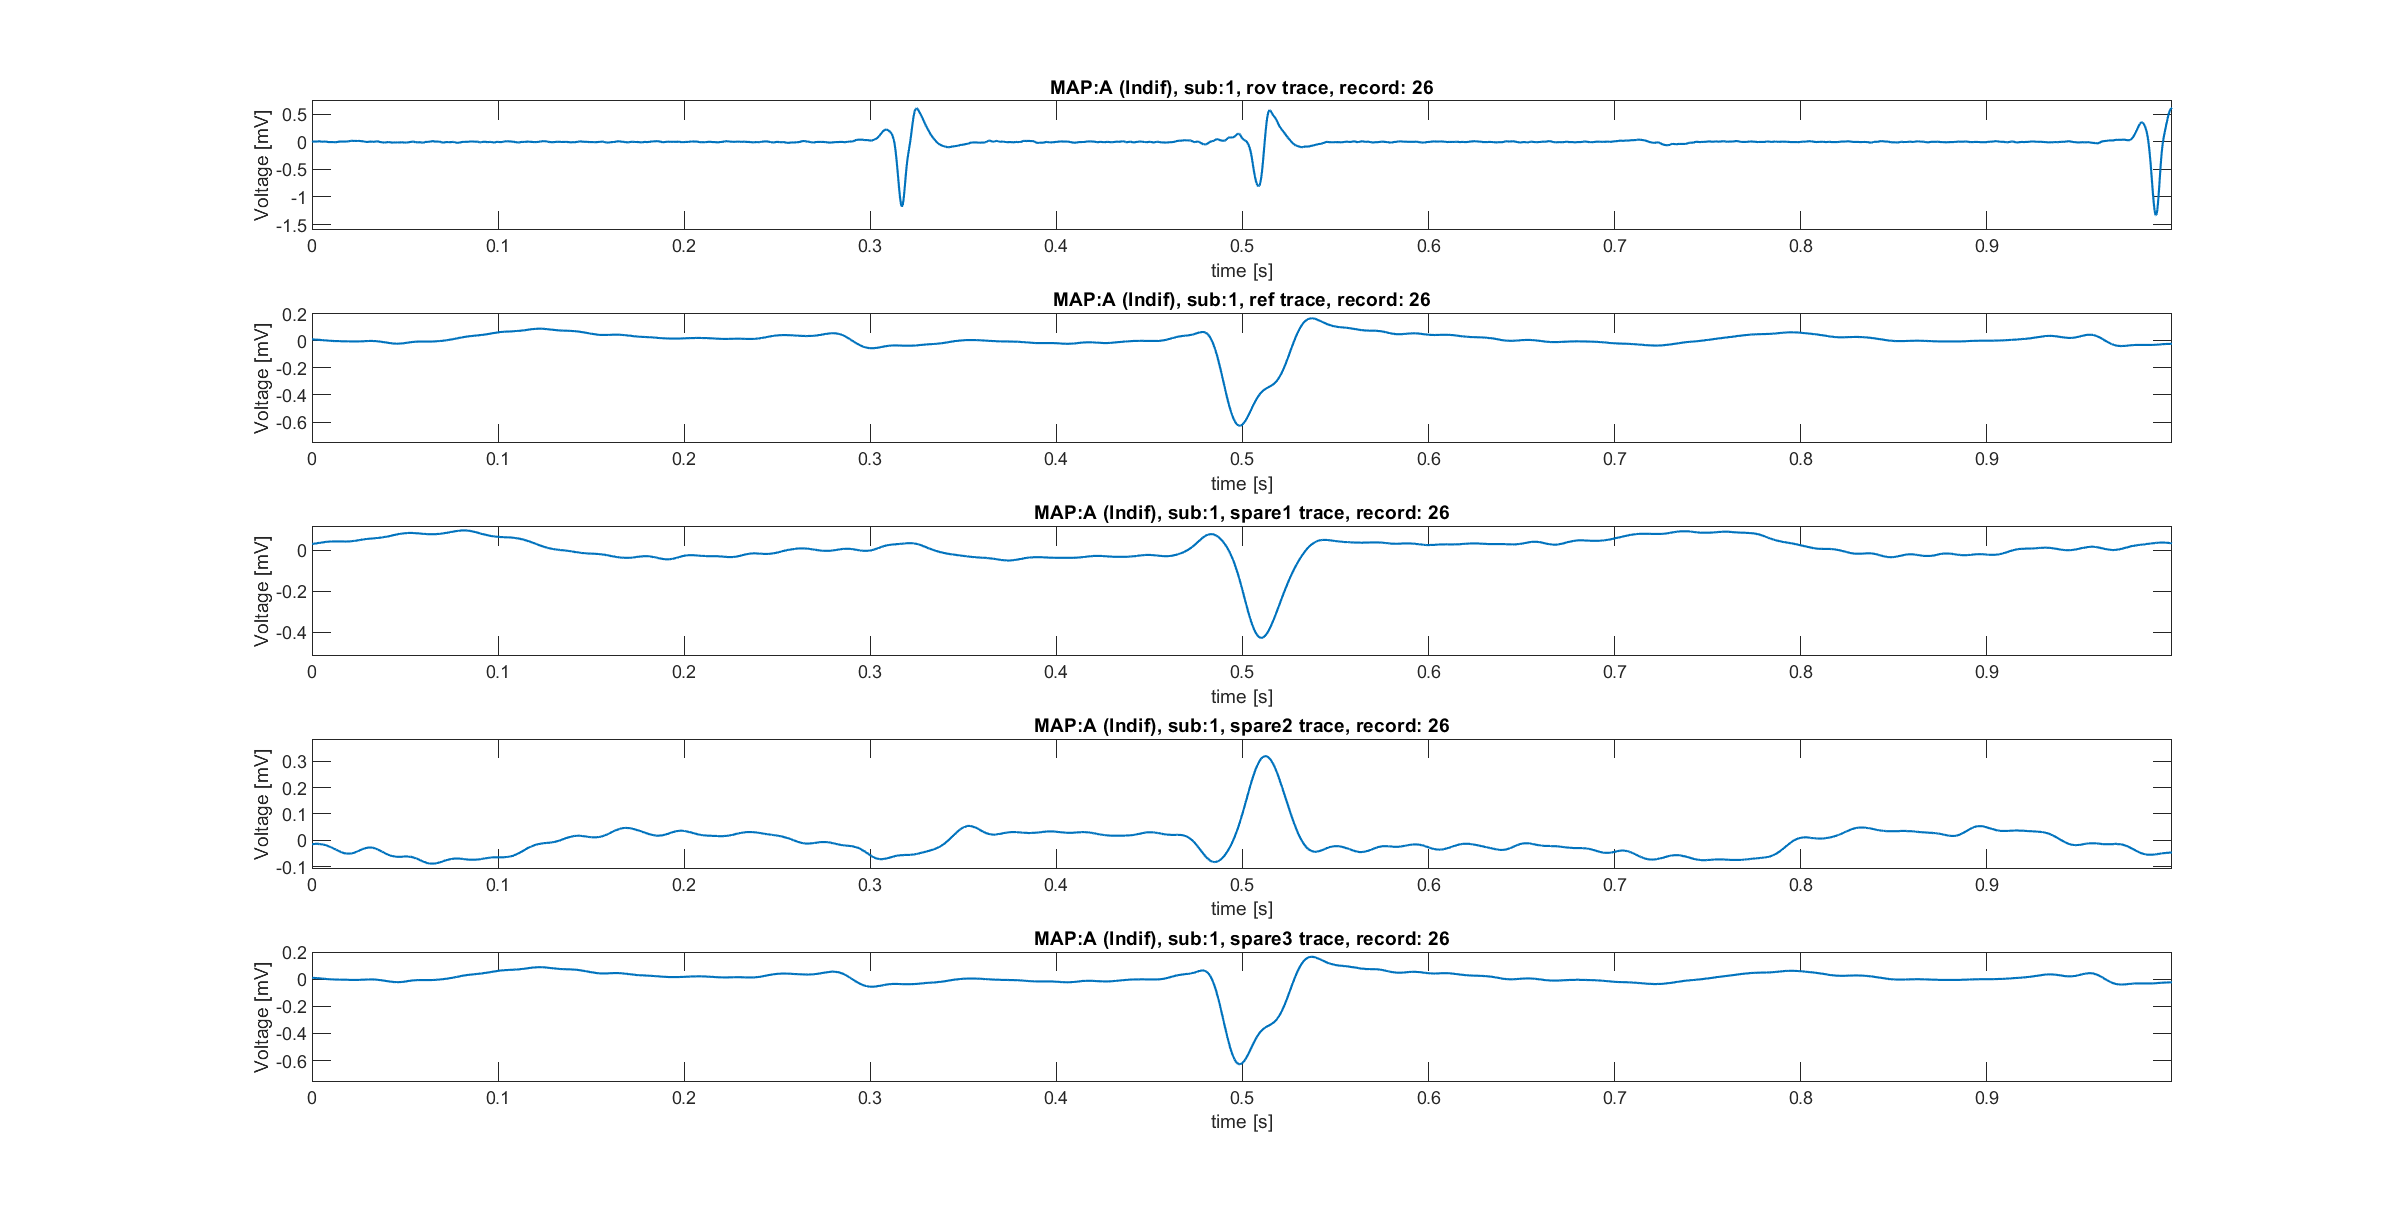 MAP:A (Indif), sub:1, rov trace, record: 26
Voltage [mV]
0.5
0
-0.5
-1
-1.5
0 0.1 0.2 0.3 0.4 0.5 0.6 0.7 0.8 0.9
time [s]
MAP:A (Indif), sub:1, ref trace, record: 26
Voltage [mV]
0.2
0
-0.2
-0.4
-0.6
0 0.1 0.2 0.3 0.4 0.5 0.6 0.7 0.8 0.9
time [s]
MAP:A (Indif), sub:1, spare1 trace, record: 26
Voltage [mV]
0
-0.2
-0.4
0 0.1 0.2 0.3 0.4 0.5 0.6 0.7 0.8 0.9
time [s]
MAP:A (Indif), sub:1, spare2 trace, record: 26
Voltage [mV]
0.3
0.2
0.1
0
-0.1
0 0.1 0.2 0.3 0.4 0.5 0.6 0.7 0.8 0.9
time [s]
MAP:A (Indif), sub:1, spare3 trace, record: 26
Voltage [mV]
0.2
0
-0.2
-0.4
-0.6
0 0.1 0.2 0.3 0.4 0.5 0.6 0.7 0.8 0.9
time [s]